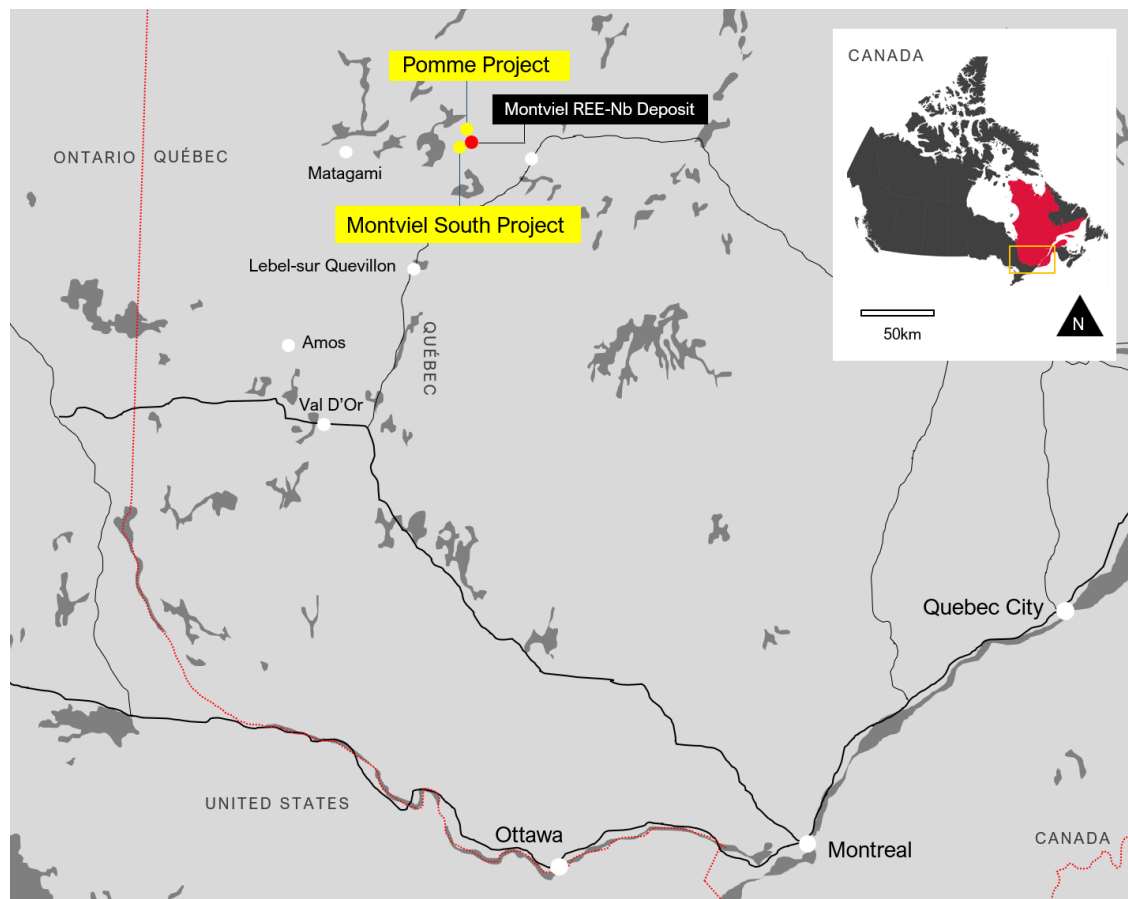 CANADA
Pomme Project
Montviel REE-Nb Deposit
ONTARIO
QUÉBEC
Matagami
Montviel South Project
Lebel-sur Quevillon
QUÉBEC
50km
N
Amos
Val D'Or
Quebec City
UNITED STATES
Ottawa
Montreal
CANADA